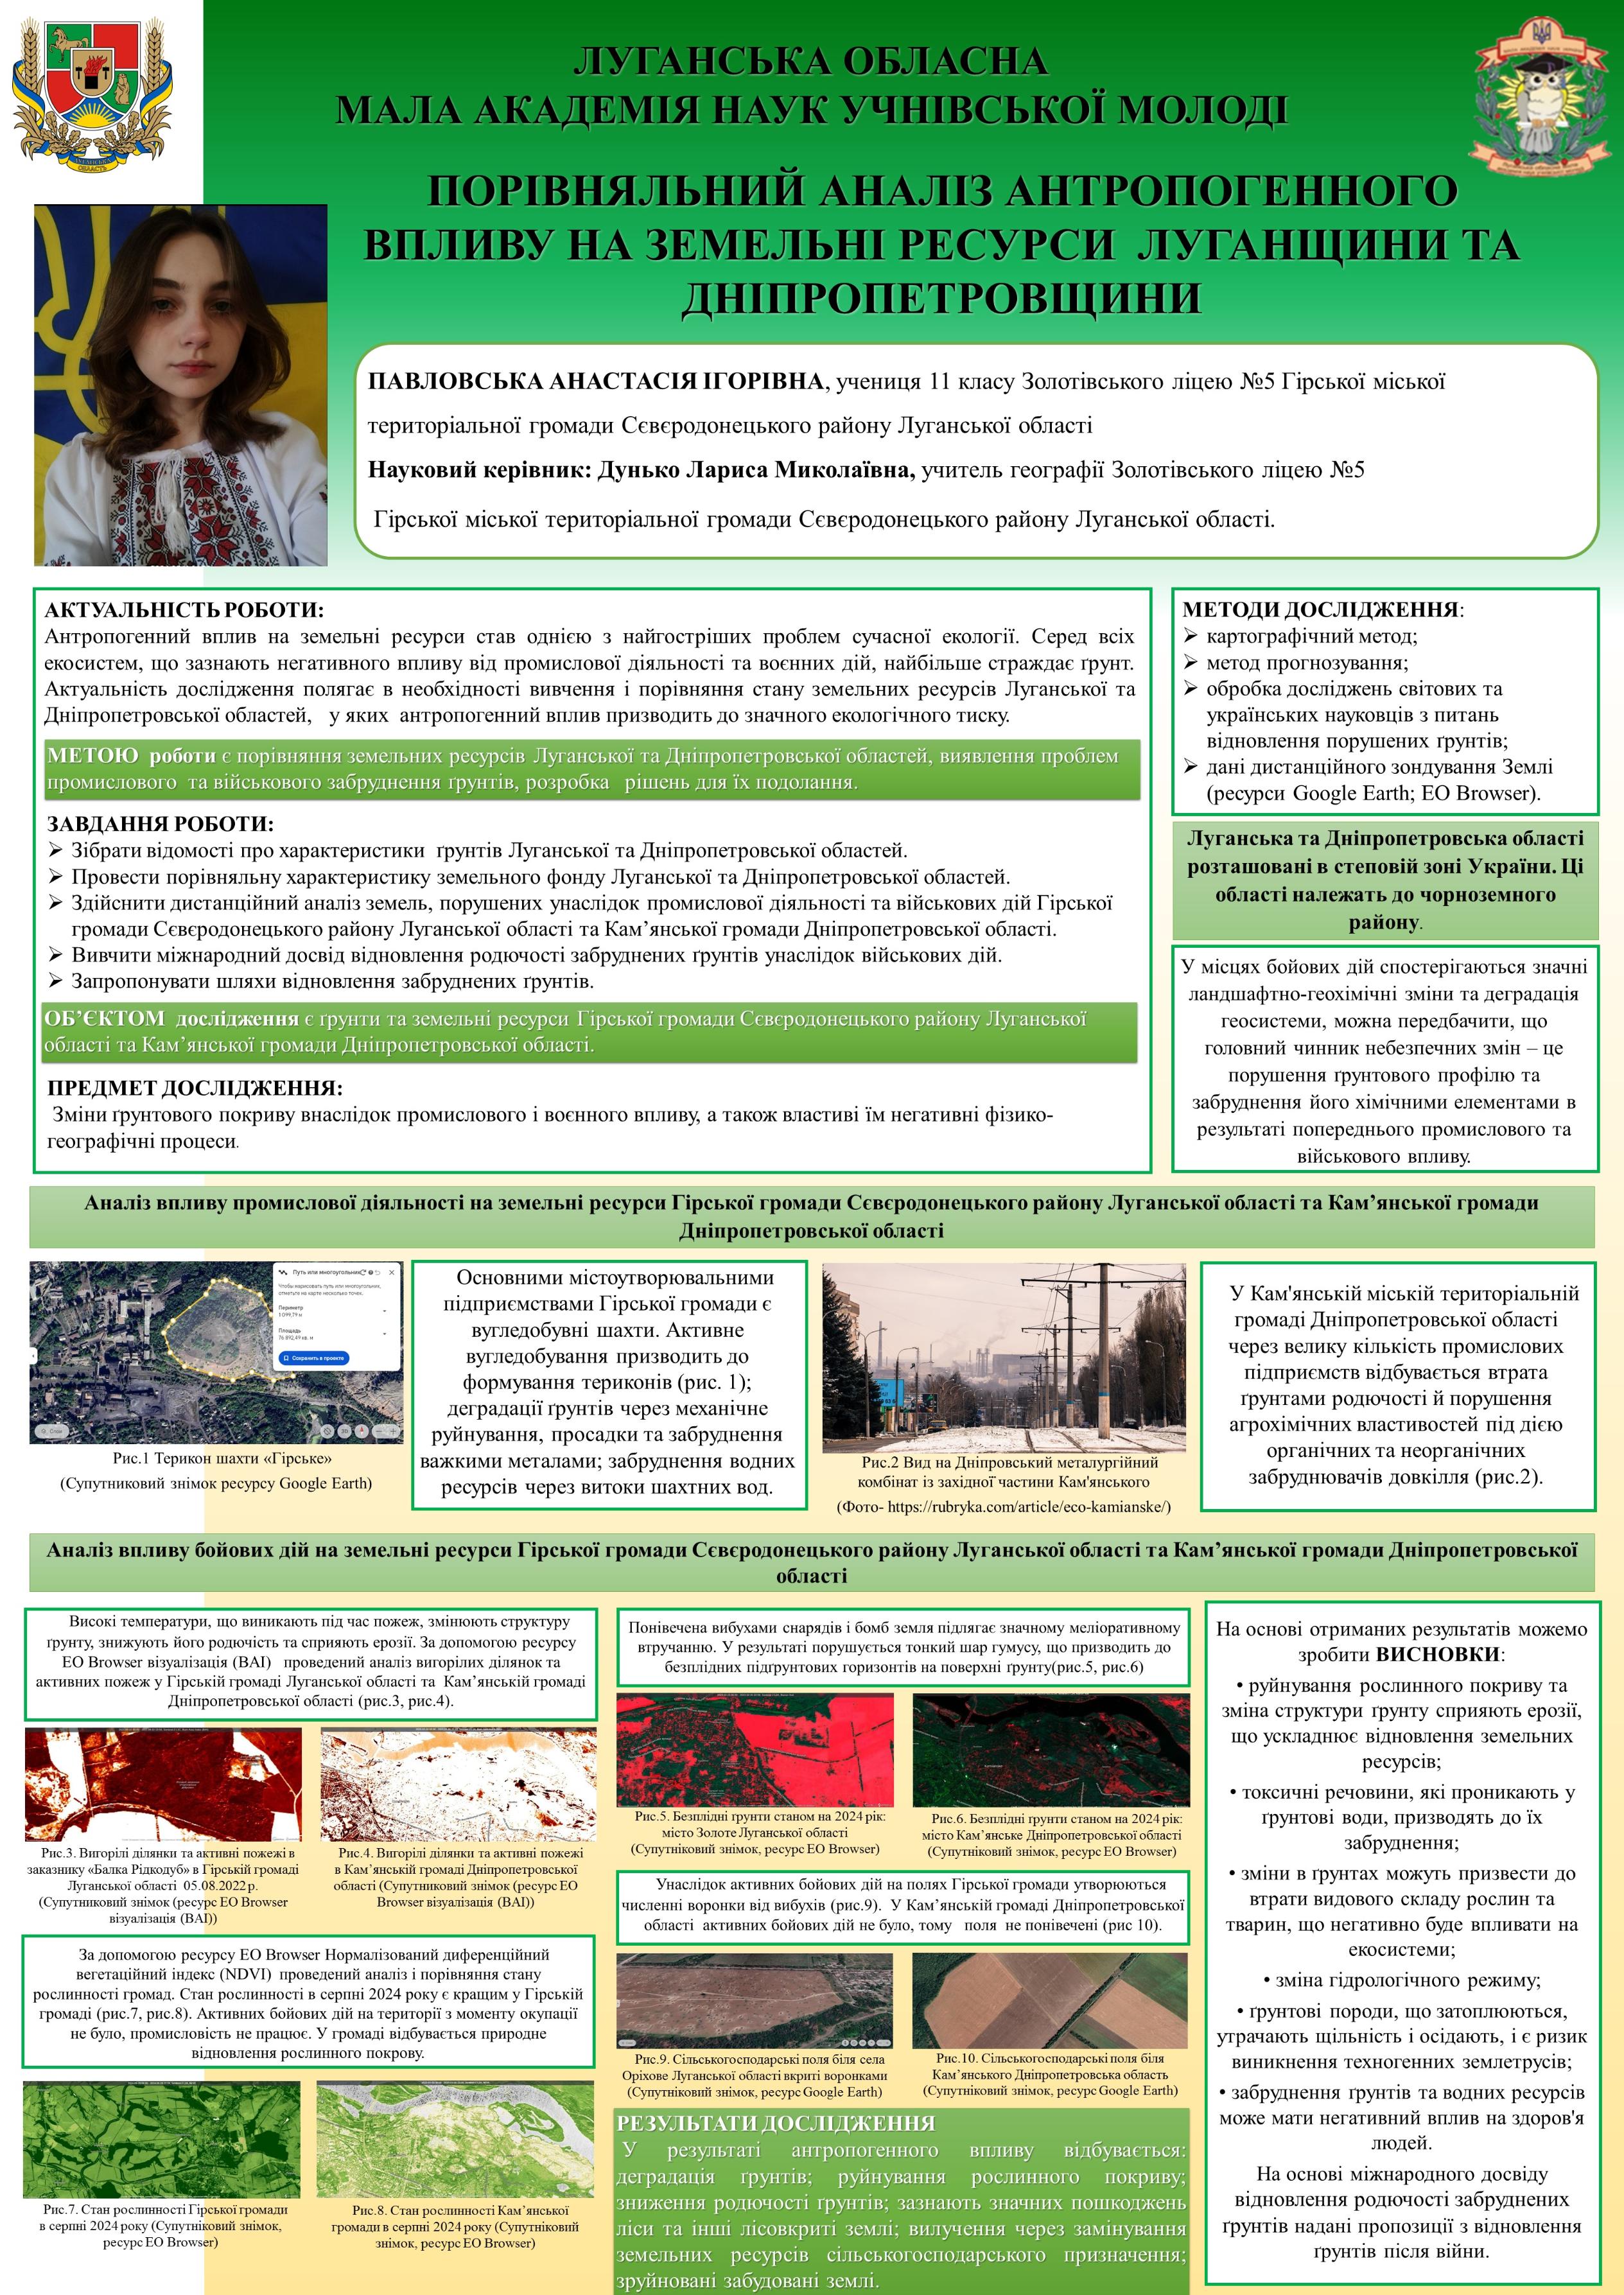 ЛУГАНСЬКА ОБЛАСНА
МАЛА АКАДЕМІЯ НАУК УЧНІВСЬКОЇ МОЛОДІ
ЛУГАНСЬКА
ОБЛАСТЬ
ПОРІВНЯЛЬНИЙ АНАЛІЗ АНТРОПОГЕННОГО
ВПЛИВУ НА ЗЕМЕЛЬНІ РЕСУРСИ ЛУГАНЩИНИ ТА
ДНІПРОПЕТРОВЩИНИ
ПАВЛОВСЬКА АНАСТАСІЯ ІГОРІВНА, учениця 11 класу Золотівського ліцею №5 Гірської міської
територіальної громади Сєвєродонецького району Луганської області
Науковий керівник: Дунько Лариса Миколаївна, учитель географії Золотівського ліцею №5
Гірської міської територіальної громади Сєвєродонецького району Луганської області.
АКТУАЛЬНІСТЬ РОБОТИ:
Антропогенний вплив на земельні ресурси став однією з найгостріших проблем сучасної екології. Серед всіх
екосистем, що зазнають негативного впливу від промислової діяльності та воєнних дій, найбільше страждає ґрунт.
Актуальність дослідження полягає в необхідності вивчення і порівняння стану земельних ресурсів Луганської та
Дніпропетровської областей, у яких антропогенний вплив призводить до значного екологічного тиску.
МЕТОЮ роботи є порівняння земельних ресурсів Луганської та Дніпропетровської областей, виявлення проблем
промислового та військового забруднення ґрунтів, розробка рішень для їх подолання.
ЗАВДАННЯ РОБОТИ:
➢ Зібрати відомості про характеристики ґрунтів Луганської та Дніпропетровської областей.
➢ Провести порівняльну характеристику земельного фонду Луганської та Дніпропетровської областей.
➢ Здійснити дистанційний аналіз земель, порушених унаслідок промислової діяльності та військових дій Гірської
громади Сєвєродонецького району Луганської області та Кам’янської громади Дніпропетровської області.
➢ Вивчити міжнародний досвід відновлення родючості забруднених ґрунтів унаслідок військових дій.
➢ Запропонувати шляхи відновлення забруднених ґрунтів.
ОБ’ЄКТОМ дослідження є ґрунти та земельні ресурси Гірської громади Сєвєродонецького району Луганської
області та Кам’янської громади Дніпропетровської області.
ПРЕДМЕТ ДОСЛІДЖЕННЯ:
Зміни ґрунтового покриву внаслідок промислового і воєнного впливу, а також властиві їм негативні фізико-
географічні процеси.
МЕТОДИ ДОСЛІДЖЕННЯ:
➢ картографічний метод;
➢ метод прогнозування;
➢ обробка досліджень світових та
українських науковців з питань
відновлення порушених ґрунтів;
➢ дані дистанційного зондування Землі
(ресурси Google Earth; EO Browser).
Луганська та Дніпропетровська області
розташовані в степовій зоні України. Ці
області належать до чорноземного
району.
У місцях бойових дій спостерігаються значні
ландшафтно-геохімічні зміни та деградація
геосистеми, можна передбачити, що
головний чинник небезпечних змін – це
порушення ґрунтового профілю та
забруднення його хімічними елементами в
результаті попереднього промислового та
військового впливу.
Аналіз впливу промислової діяльності на земельні ресурси Гірської громади Сєвєродонецького району Луганської області та Кам’янської громади
Дніпропетровської області
Путь или многоугольник
Чтобы нарисовать путь или многоугольник,
отметьте на карте несколько точек.
Периметр
1 099,79 м
Площадь
76 892,49 кв. м
Сохранить в проекте
Рис.1 Терикон шахти «Гірське»
(Супутниковий знімок ресурсу Google Earth)
Основними містоутворювальними
підприємствами Гірської громади є
вугледобувні шахти. Активне
вугледобування призводить до
формування териконів (рис. 1);
деградації ґрунтів через механічне
руйнування, просадки та забруднення
важкими металами; забруднення водних
ресурсів через витоки шахтних вод.
Рис.2 Вид на Дніпровський металургійний
комбінат із західної частини Кам'янського
(Фото- https://rubryka.com/article/eco-kamianske/)
У Кам'янській міській територіальній
громаді Дніпропетровської області
через велику кількість промислових
підприємств відбувається втрата
ґрунтами родючості й порушення
агрохімічних властивостей під дією
органічних та неорганічних
забруднювачів довкілля (рис.2).
Аналіз впливу бойових дій на земельні ресурси Гірської громади Сєвєродонецького району Луганської області та Кам’янської громади Дніпропетровської
області
Високі температури, що виникають під час пожеж, змінюють структуру
ґрунту, знижують його родючість та сприяють ерозії. За допомогою ресурсу
EO Browser візуалізація (BAI) проведений аналіз вигорілих ділянок та
активних пожеж у Гірській громаді Луганської області та Кам’янській громаді
Дніпропетровської області (рис.3, рис.4).
Рис.3. Вигорілі ділянки та активні пожежі в
заказнику «Балка Рідкодуб» в Гірській громаді
Луганської області 05.08.2022 р.
(Супутниковий знімок (ресурс EO Browser
візуалізація (BAI))
Рис.4. Вигорілі ділянки та активні пожежі
в Кам’янській громаді Дніпропетровської
області (Супутниковий знімок (ресурс EO
Browser візуалізація (BAI))
За допомогою ресурсу EO Browser Нормалізований диференційний
вегетаційний індекс (NDVI) проведений аналіз і порівняння стану
рослинності громад. Стан рослинності в серпні 2024 року є кращим у Гірській
громаді (рис.7, рис.8). Активних бойових дій на території з моменту окупації
не було, промисловість не працює. У громаді відбувається природне
відновлення рослинного покрову.
Рис.7. Стан рослинності Гірської громади
в серпні 2024 року (Супутніковий знімок,
ресурс EO Browser)
Рис.8. Стан рослинності Кам’янської
громади в серпні 2024 року (Супутніковий
знімок, ресурс EO Browser)
Понівечена вибухами снарядів і бомб земля підлягає значному меліоративному
втручанню. У результаті порушується тонкий шар гумусу, що призводить до
безплідних підґрунтових горизонтів на поверхні ґрунту(рис.5, рис.6)
Рис.5. Безплідні ґрунти станом на 2024 рік:
місто Золоте Луганської області
(Супутниковий знімок, ресурс EO Browser)
Рис.6. Безплідні ґрунти станом на 2024 рік:
місто Кам’янське Дніпропетровської області
(Супутниковий знімок, ресурс EO Browser)
Унаслідок активних бойових дій на полях Гірської громади утворюються
численні воронки від вибухів (рис.9). У Кам’янській громаді Дніпропетровської
області активних бойових дій не було, тому поля не понівечені (рис 10).
Рис.9. Сільськогосподарські поля біля села
Оріхове Луганської області вкриті воронками
(Супутніковий знімок, ресурс Google Earth)
Рис.10. Сільськогосподарські поля біля
Кам’янського Дніпропетровська область
(Супутніковий знімок, ресурс Google Earth)
РЕЗУЛЬТАТИ ДОСЛІДЖЕННЯ
У результаті антропогенного впливу відбувається:
деградація ґрунтів; руйнування рослинного покриву;
зниження родючості ґрунтів; зазнають значних пошкоджень
ліси та інші лісовкриті землі; вилучення через замінування
земельних ресурсів сільськогосподарського призначення;
зруйновані забудовані землі.
На основі отриманих результатів можемо
зробити ВИСНОВКИ:
• руйнування рослинного покриву та
зміна структури ґрунту сприяють ерозії,
що ускладнює відновлення земельних
ресурсів;
• токсичні речовини, які проникають у
ґрунтові води, призводять до їх
забруднення;
• зміни в ґрунтах можуть призвести до
втрати видового складу рослин та
тварин, що негативно буде впливати на
екосистеми;
• зміна гідрологічного режиму;
• ґрунтові породи, що затоплюються,
утрачають щільність і осідають, і є ризик
виникнення техногенних землетрусів;
• забруднення ґрунтів та водних ресурсів
може мати негативний вплив на здоров'я
людей.
На основі міжнародного досвіду
відновлення родючості забруднених
ґрунтів надані пропозиції з відновлення
ґрунтів після війни.